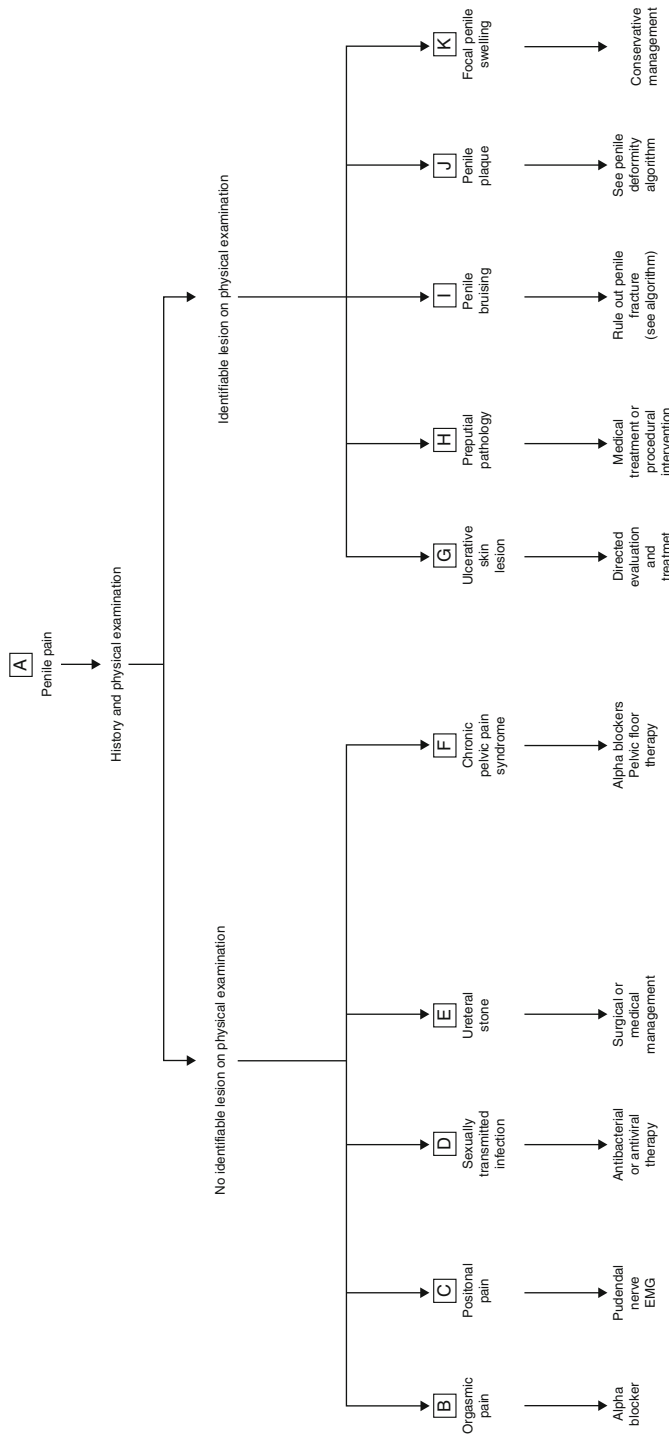 A
Penile pain
History and physical examination
No identifiable lesion on physical examination
Identifiable lesion on physical examination
B
Orgasmic
pain
C
Positonal
pain
D
Sexually
transmitted
infection
E
Ureteral
stone
F
Chronic
pelvic pain
syndrome
G
Ulcerative
skin
lesion
H
Preputial
pathology
I
Penile
bruising
J
Penile
plaque
K
Focal penile
swelling
Alpha
blocker
Pudendal
nerve
EMG
Antibacterial
or antiviral
therapy
Surgical or
medical
management
Alpha blockers
Pelvic floor
therapy
Directed
evaluation
and
treatmet
Medical
treatment or
procedural
intervention
Rule out penile
fracture
(see algorithm)
See penile
deformity
algorithm
Conservative
management